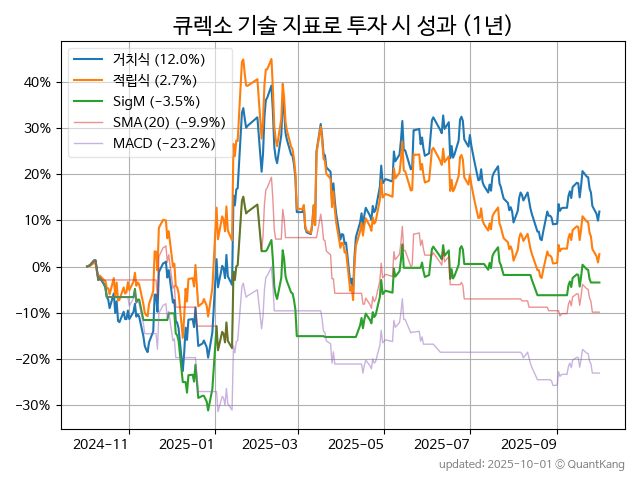 큐렉소 기술 지표로 투자 시 성과 (1년)
거치식 (12.0%)
적립식 (2.7%)
SigM (−3.5%)
SMA(20) (−9.9%)
MACD (−23.2%)
40%
30%
20%
10%
0%
−10%
−20%
−30%
2024-11 2025-01 2025-03 2025-05 2025-07 2025-09
updated: 2025-10-01 © QuantKang